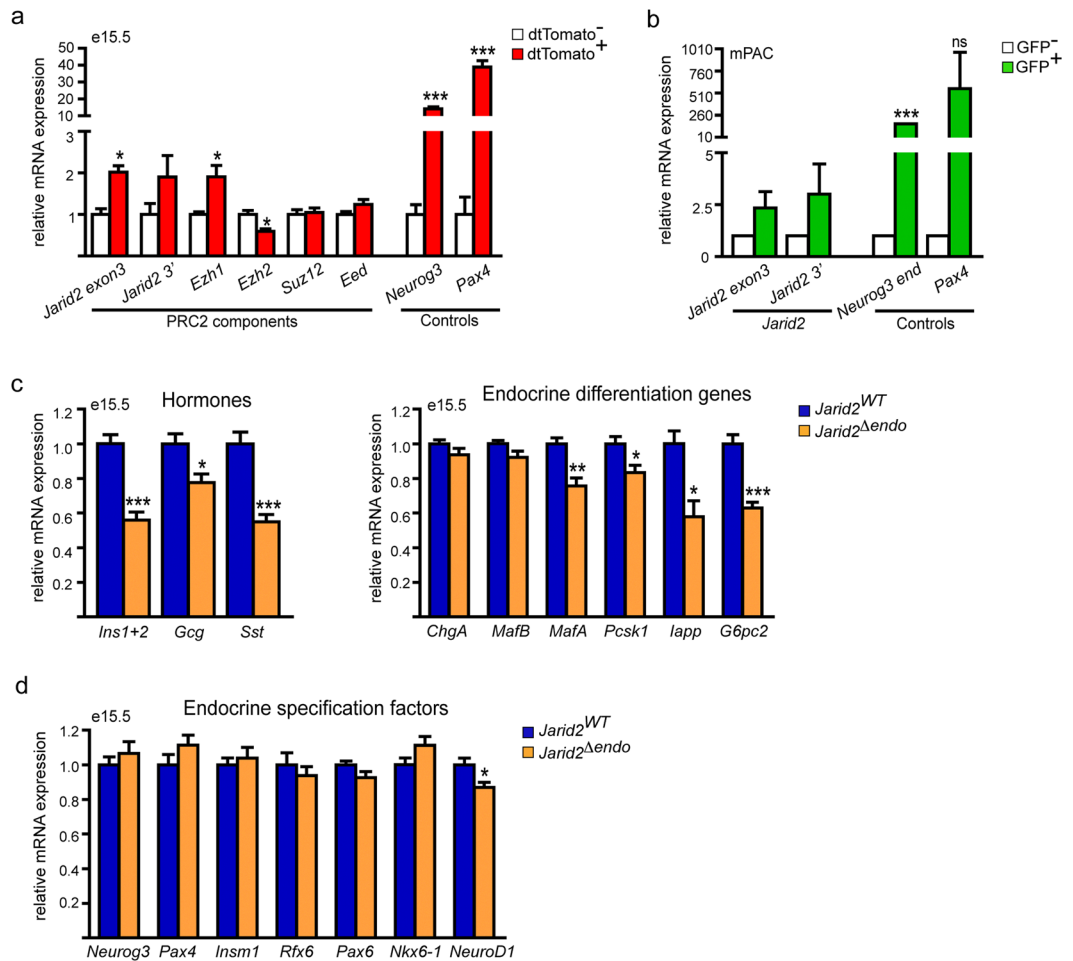 a
e15.5
dtTomato-
dtTomato+
relative mRNA expression
50
40
30
20
10
3
2
1
*
*
*
***
***
Jarid2 exon3
Jarid2 3’
Ezh1
Ezh2
Suz12
Eed
Neurog3
Pax4
PRC2 components
Controls
b
mPAC
GFP-
GFP+
relative mRNA expression
1010
760
510
260
10
5
2.5
0
***
ns
Jarid2 exon3
Jarid2 3’
Neurog3 end
Pax4
Jarid2
Controls
c
Hormones
e15.5
relative mRNA expression
1.2
1.0
0.8
0.6
0.4
0.2
***
*
***
Ins1+2
Gcg
Sst
Endocrine differentiation genes
e15.5
Jarid2WT
Jarid2Δendo
relative mRNA expression
1.2
1.0
0.8
0.6
0.4
0.2
**
*
*
***
ChgA
MafB
MafA
Pcsk1
Iapp
G6pc2
d
Endocrine specification factors
e15.5
Jarid2WT
Jarid2Δendo
relative mRNA expression
1.2
1.0
0.8
0.6
0.4
0.2
*
Neurog3
Pax4
Insm1
Rfx6
Pax6
Nkx6-1
NeuroD1